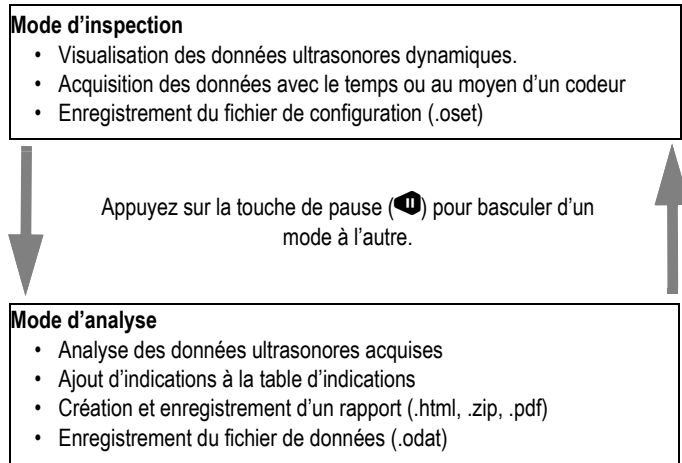 Mode d'inspection
• Visualisation des données ultrasonores dynamiques.
• Acquisition des données avec le temps ou au moyen d'un codeur
• Enregistrement du fichier de configuration (.oset)
Appuyez sur la touche de pause () pour basculer d'un
mode à l'autre.
Mode d'analyse
• Analyse des données ultrasonores acquises
• Ajout d'indications à la table d'indications
• Création et enregistrement d'un rapport (.html, .zip, .pdf)
• Enregistrement du fichier de données (.odat)